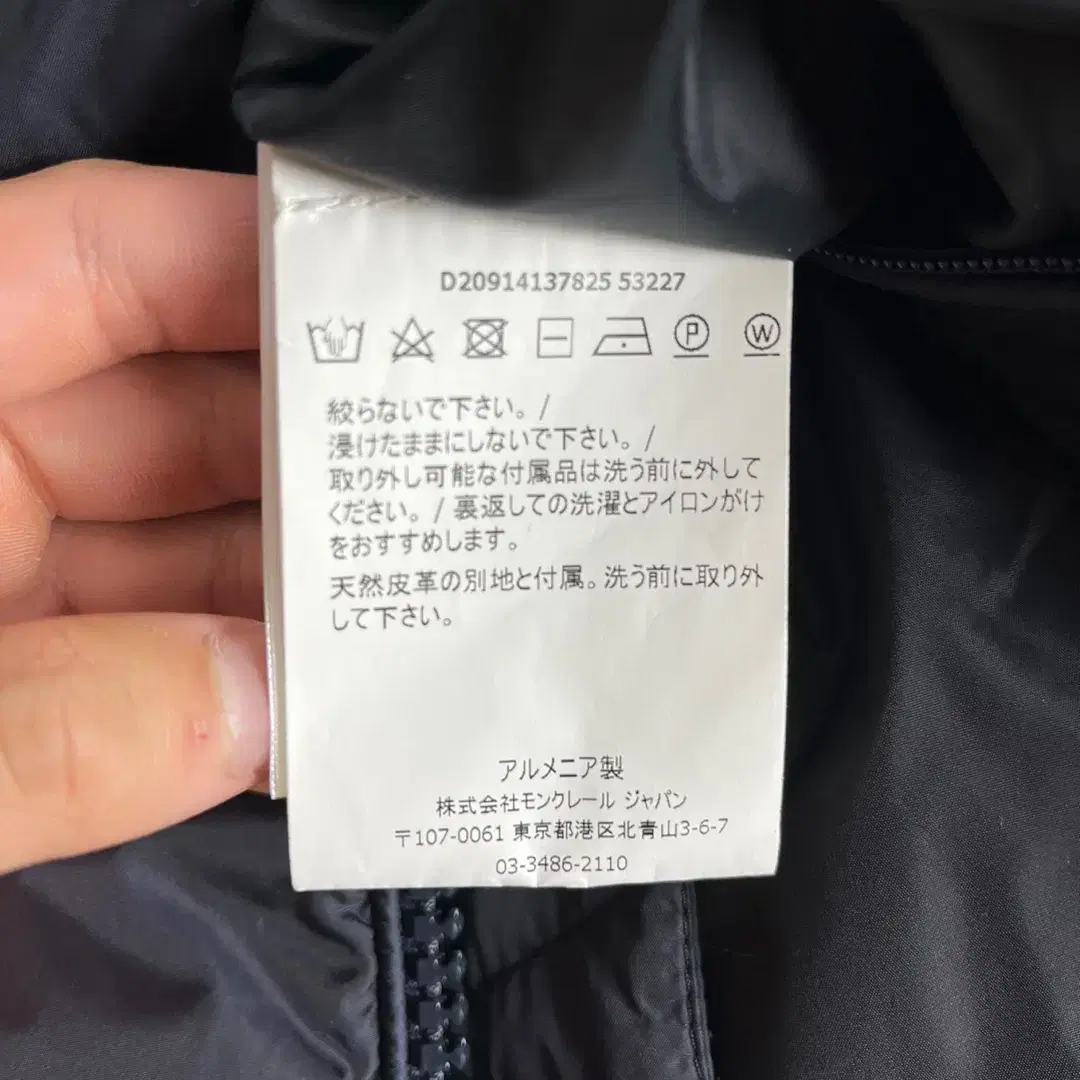 D20914137825 53227
P W
絞らないで下さい。/
浸けたままにしないで下さい。/
取り外し可能な付属品は洗う前に外して
ください。/ 裏返しての洗濯とアイロンがけ
をおすすめします。
天然皮革の別地と付属。洗う前に取り外
して下さい。
アルメニア製
株式会社モンクレール ジャパン
〒107-0061 東京都港区北青山3-6-7
03-3486-2110